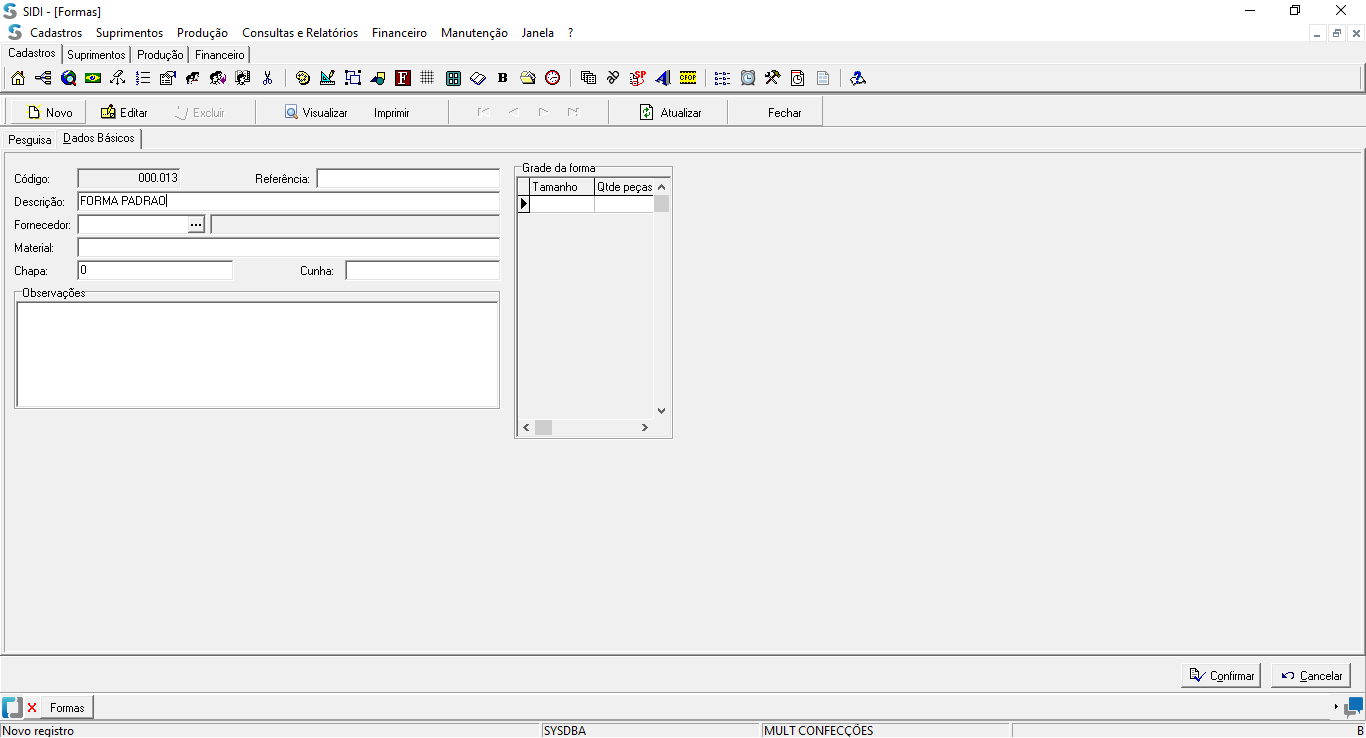 SIDI - [Formas]
Cadastros Suprimentos Produção Consultas e Relatórios Financeiro Manutenção Janela ?
Cadastros Suprimentos Produção Financeiro
F B SP CFOP
Novo Editar Excluir Visualizar Imprimir Atualizar Fechar
Pesquisa Dados Básicos
Código: 000.013 Referência:
Descrição: FORMA PADRAO
Fornecedor: ...
Material:
Chapa: 0 Cunha:
Observações
Grade da forma
Tamanho Qtde peças
Confirmar Cancelar
Formas
Novo registro SYSDBA MULT CONFECÇÕES B